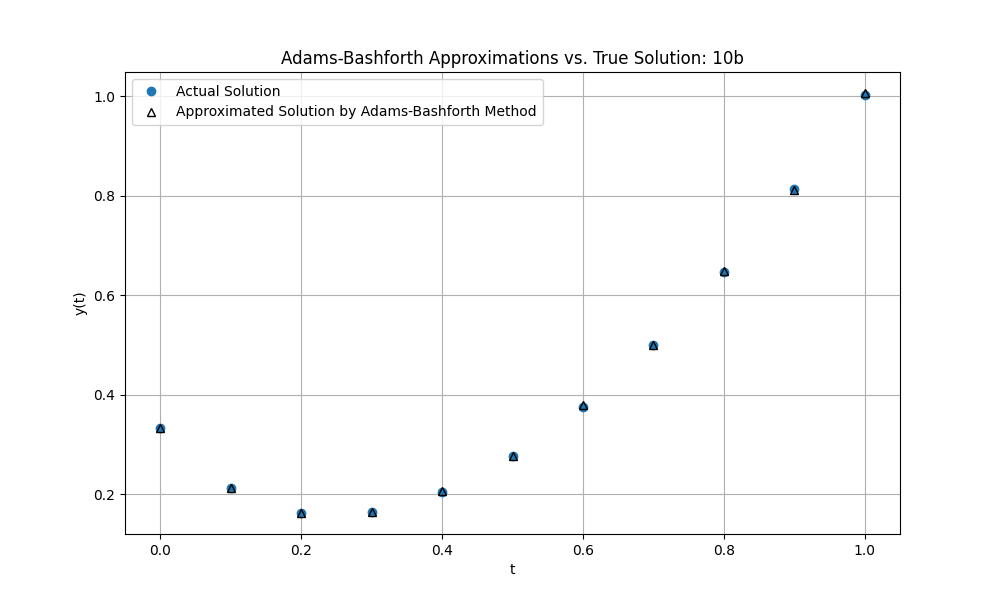 Adams-Bashforth Approximations vs. True Solution: 10b
Actual Solution
Approximated Solution by Adams-Bashforth Method
1.0
0.8
0.6
0.4
0.2
y(t)
0.0 0.2 0.4 0.6 0.8 1.0
t